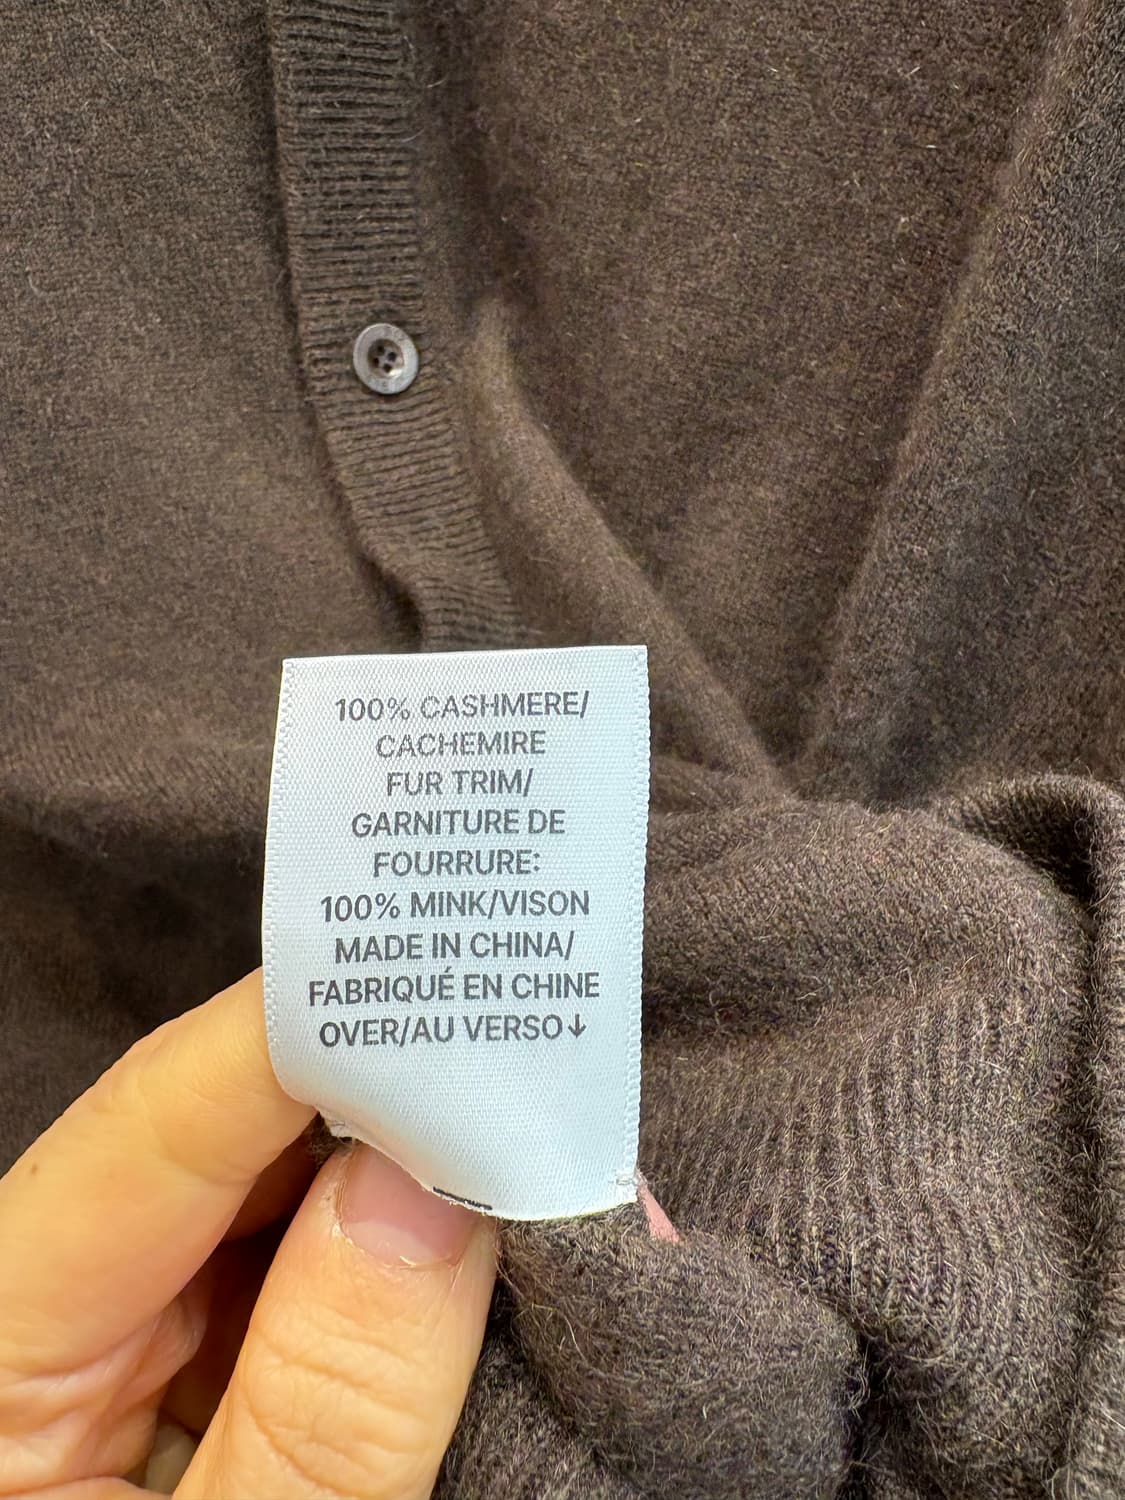 100% CASHMERE/
CACHEMIRE
FUR TRIM/
GARNITURE DE
FOURRURE:
100% MINK/VISON
MADE IN CHINA/
FABRIQUÉ EN CHINE
OVER/AU VERSO↓